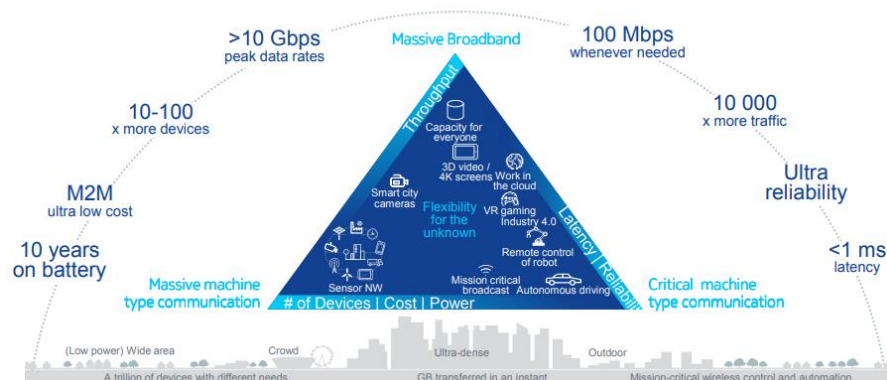 >10 Gbps
peak data rates
Massive Broadband
100 Mbps
whenever needed
10-100
x more devices
10 000
x more traffic
M2M
ultra low cost
Ultra
reliability
10 years
on battery
<1 ms
latency
Throughput
Capacity for
everyone
3D video /
4K screens
Work in
the cloud
Smart city
cameras
VR gaming
Industry 4.0
Flexibility
for the
unknown
Remote control
of robot
Latency | Reliability
Mission critical
broadcast
Autonomous driving
Sensor NW
Massive machine
type communication
# of Devices | Cost | Power
Critical machine
type communication
(Low power) Wide area
Crowd
Ultra-dense
Outdoor
A trillion of devices with different needs
GB transferred in an instant
Mission-critical wireless control and automation